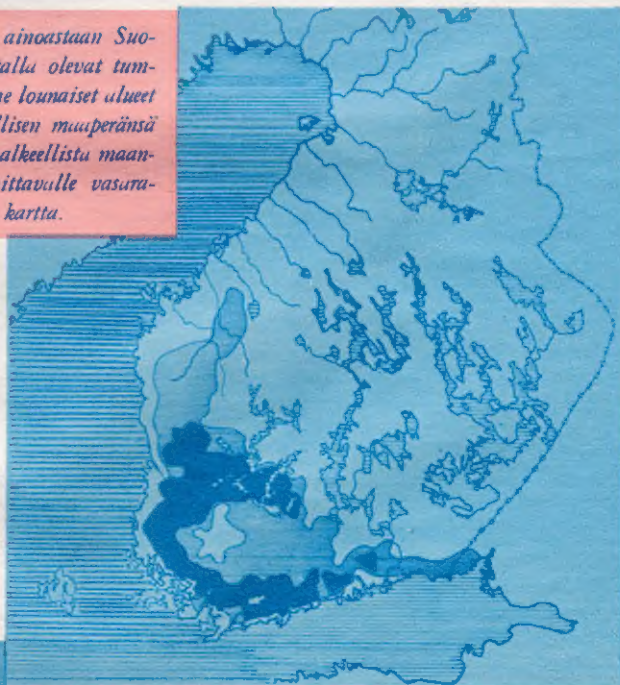 ainoastaan Suo-
alla olevat tum-
ne lounaiset alueet
llisen maaperänsä
alkeellista maan-
ittavalle vasara-
kartta.